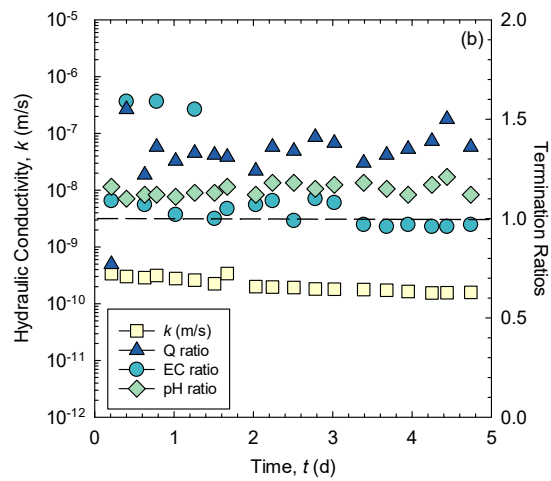 (b)
Hydraulic Conductivity, k (m/s)
10-5
10-6
10-7
10-8
10-9
10-10
10-11
10-12
k (m/s)
Q ratio
EC ratio
pH ratio
2.0
1.5
1.0
0.5
0.0
Termination Ratios
0 1 2 3 4 5
Time, t (d)